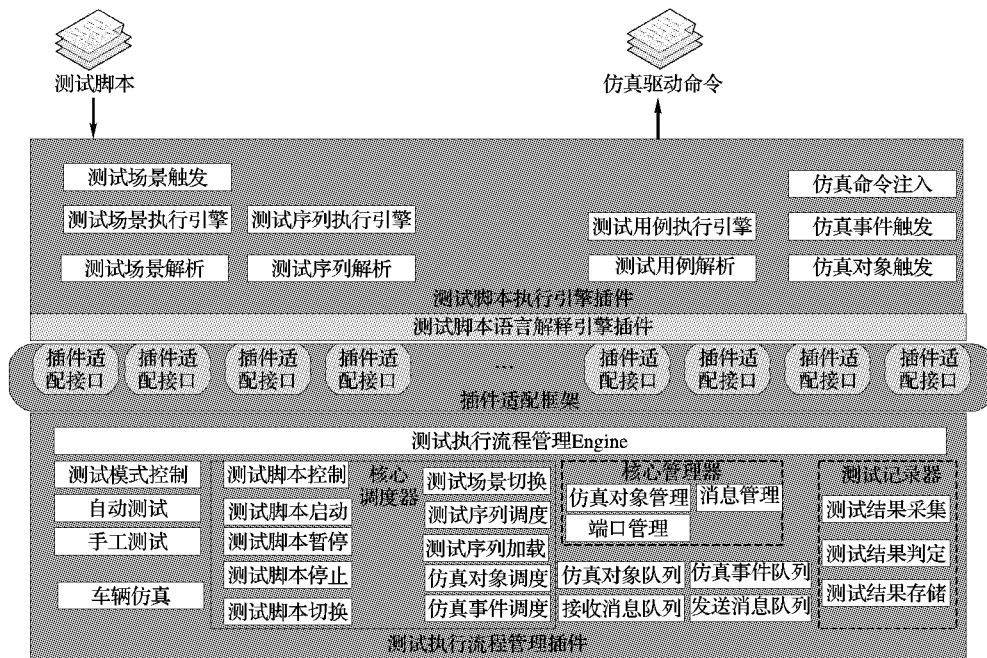 测试脚本
仿真驱动命令
测试场景触发
仿真命令注入
测试场景执行引擎
测试序列执行引擎
测试用例执行引擎
仿真事件触发
测试场景解析
测试序列解析
测试用例解析
仿真对象触发
测试脚本执行引擎插件
测试脚本语言解释引擎插件
插件适
配接口
插件适
配接口
插件适
配接口
插件适
配接口
…
插件适
配接口
插件适
配接口
插件适
配接口
插件适
配接口
插件适配框架
测试执行流程管理Engine
测试模式控制
自动测试
手工测试
车辆仿真
测试脚本控制
测试脚本启动
测试脚本暂停
测试脚本停止
测试脚本切换
核心
调度器
测试场景切换
测试序列调度
测试序列加载
仿真对象调度
仿真事件调度
核心管理器
仿真对象管理
消息管理
端口管理
仿真对象队列
仿真事件队列
接收消息队列
发送消息队列
测试记录器
测试结果采集
测试结果判定
测试结果存储
测试执行流程管理插件